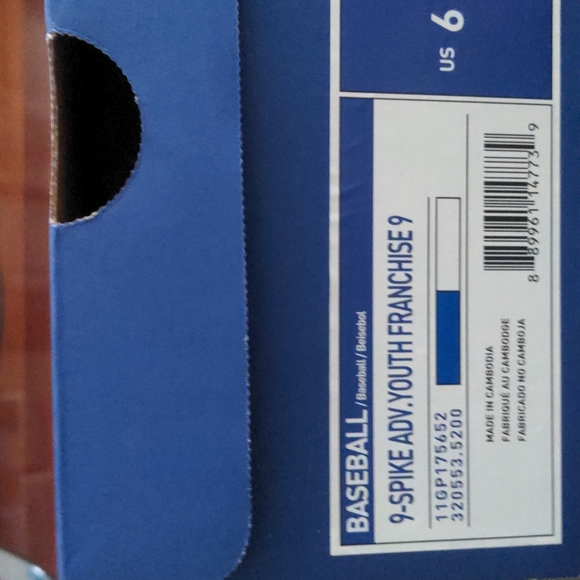 US 6
BASEBALL / Baseball / Beisebol
9-SPIKE ADV.YOUTH FRANCHISE 9
11GP175652
320553.5200
MADE IN CAMBODIA
FABRIQUÉ AU CAMBODGE
FABRICADO NO CAMBOJA
8 89961 14773 9